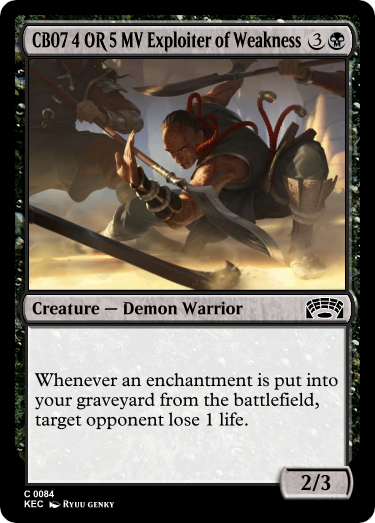 CB07 4 OR 5 MV Exploiter of Weakness 3
Creature — Demon Warrior
Whenever an enchantment is put into
your graveyard from the battlefield,
target opponent lose 1 life.
2/3
C 0084
KEC Ryuu genky